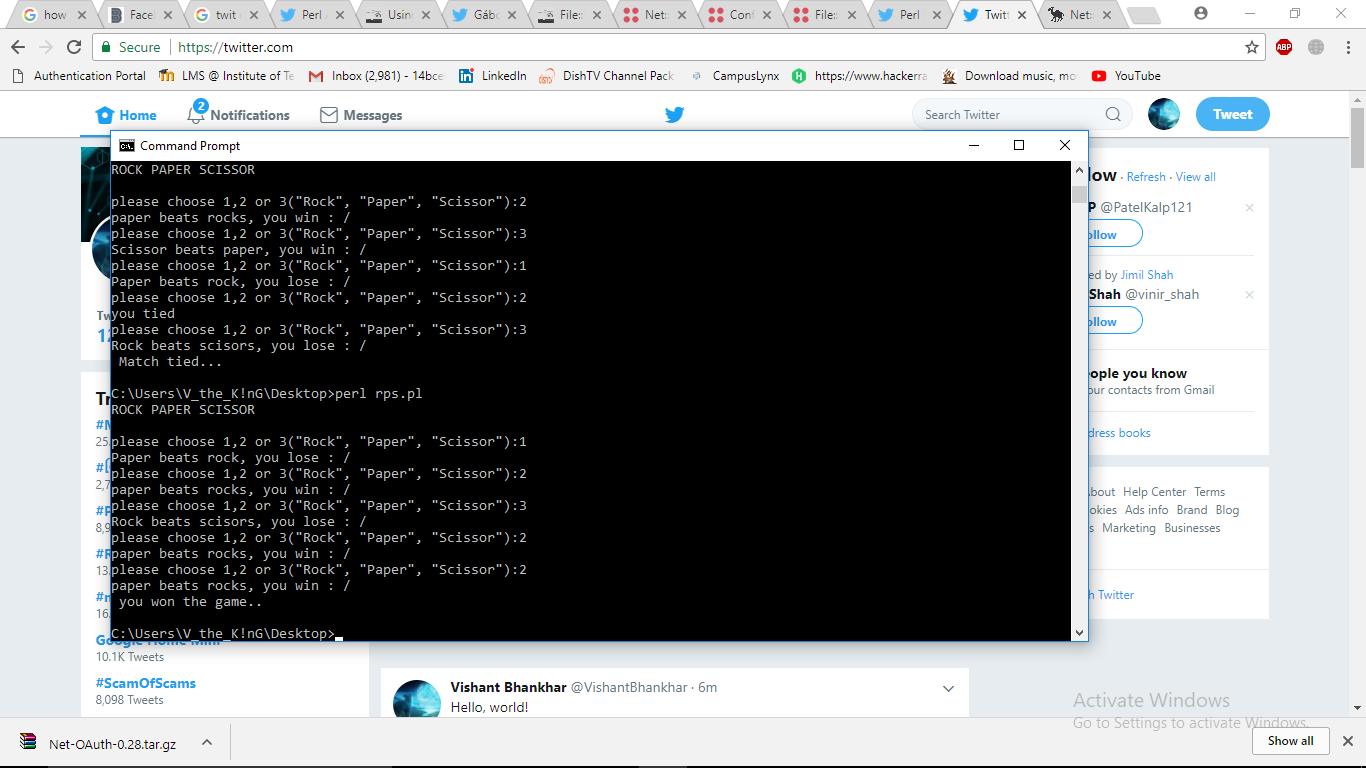 how
Facel
twit
Perl
Using
Gábo
File::
Net:
Cont
File:
Perl
Twitt
Net:
Secure
https://twitter.com
ABP
Authentication Portal
LMS @ Institute of Te
Inbox (2,981) - 14bce
LinkedIn
DishTV Channel Pack
CampusLynx
https://www.hackerra
Download music, mo
YouTube
Home
2
Notifications
Messages
Search Twitter
Tweet
Command Prompt
ROCK PAPER SCISSOR
please choose 1,2 or 3("Rock", "Paper", "Scissor"):2
paper beats rocks, you win : /
please choose 1,2 or 3("Rock", "Paper", "Scissor"):3
Scissor beats paper, you win : /
please choose 1,2 or 3("Rock", "Paper", "Scissor"):1
Paper beats rock, you lose : /
please choose 1,2 or 3("Rock", "Paper", "Scissor"):2
you tied
please choose 1,2 or 3("Rock", "Paper", "Scissor"):3
Rock beats scisors, you lose : /
Match tied...
C:\Users\V_the_K!nG\Desktop>perl rps.pl
ROCK PAPER SCISSOR
please choose 1,2 or 3("Rock", "Paper", "Scissor"):1
Paper beats rock, you lose : /
please choose 1,2 or 3("Rock", "Paper", "Scissor"):2
paper beats rocks, you win : /
please choose 1,2 or 3("Rock", "Paper", "Scissor"):3
Rock beats scisors, you lose : /
please choose 1,2 or 3("Rock", "Paper", "Scissor"):2
paper beats rocks, you win : /
please choose 1,2 or 3("Rock", "Paper", "Scissor"):2
paper beats rocks, you win : /
you won the game..
C:\Users\V_the_K!nG\Desktop>
low · Refresh · View all
P @PatelKalp121
ollow
ed by Jimil Shah
Shah @vinir_shah
ollow
ople you know
our contacts from Gmail
dress books
bout Help Center Terms
okies Ads info Brand Blog
s Marketing Businesses
h Twitter
Tw
12
Tr
#M
25.
#[
2,7
#P
8,9
#R
13.
#n
16.
Google Home Mini
10.1K Tweets
#ScamOfScams
8,098 Tweets
Vishant Bhankhar @VishantBhankhar · 6m
Hello, world!
Activate Windows
Go to Settings to activate Windows.
Net-OAuth-0.28.tar.gz
Show all